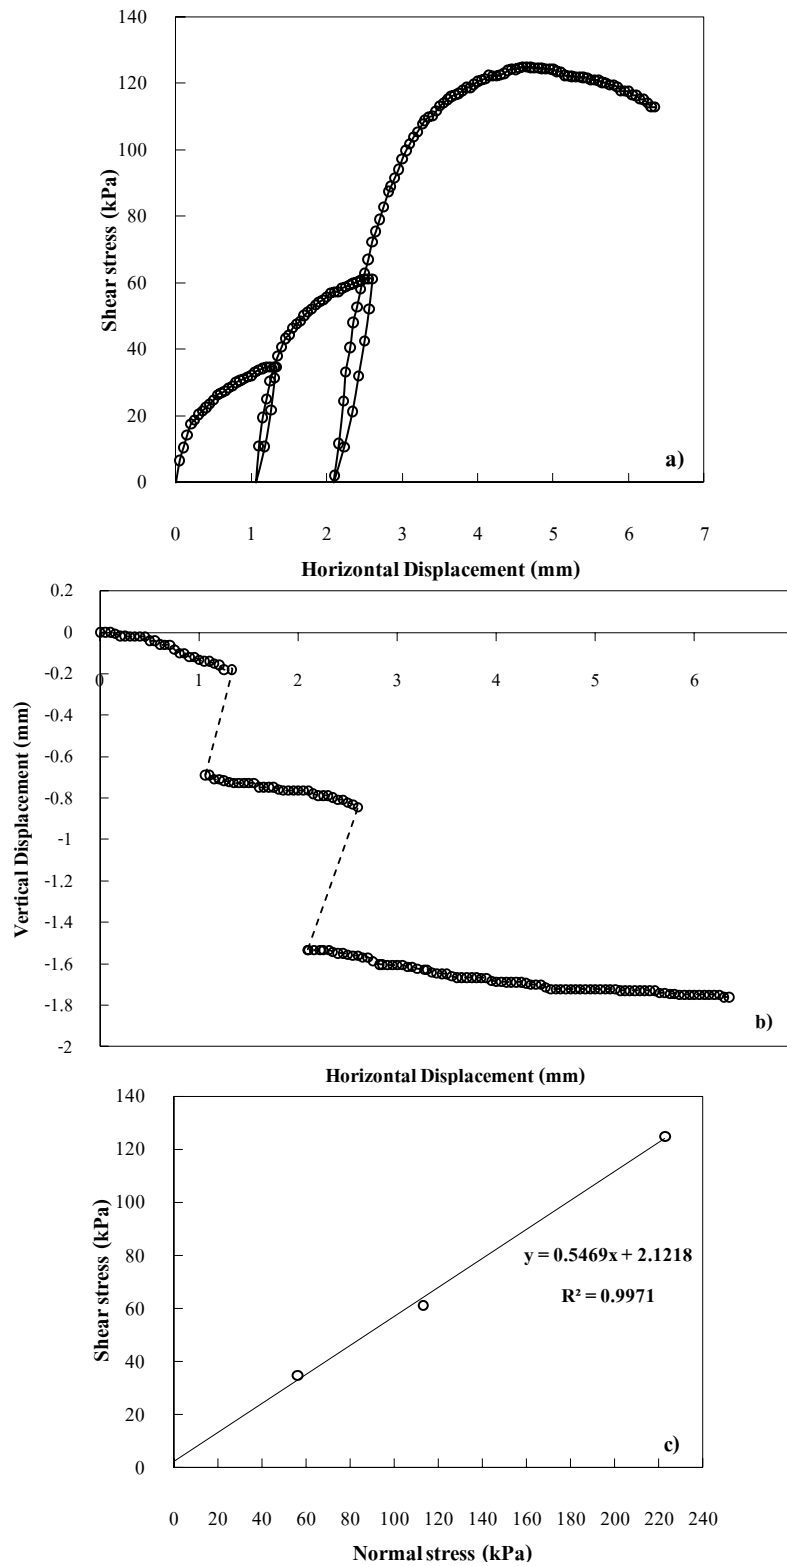 140
120
100
80
60
40
20
0
Shear stress (kPa)
a)
0 1 2 3 4 5 6 7
Horizontal Displacement (mm)
0.2
0
-0.2
-0.4
-0.6
-0.8
-1
-1.2
-1.4
-1.6
-1.8
-2
Vertical Displacement (mm)
0 1 2 3 4 5 6
b)
Horizontal Displacement (mm)
140
120
100
80
60
40
20
0
Shear stress (kPa)
y = 0.5469x + 2.1218
R² = 0.9971
c)
0 20 40 60 80 100 120 140 160 180 200 220 240
Normal stress (kPa)